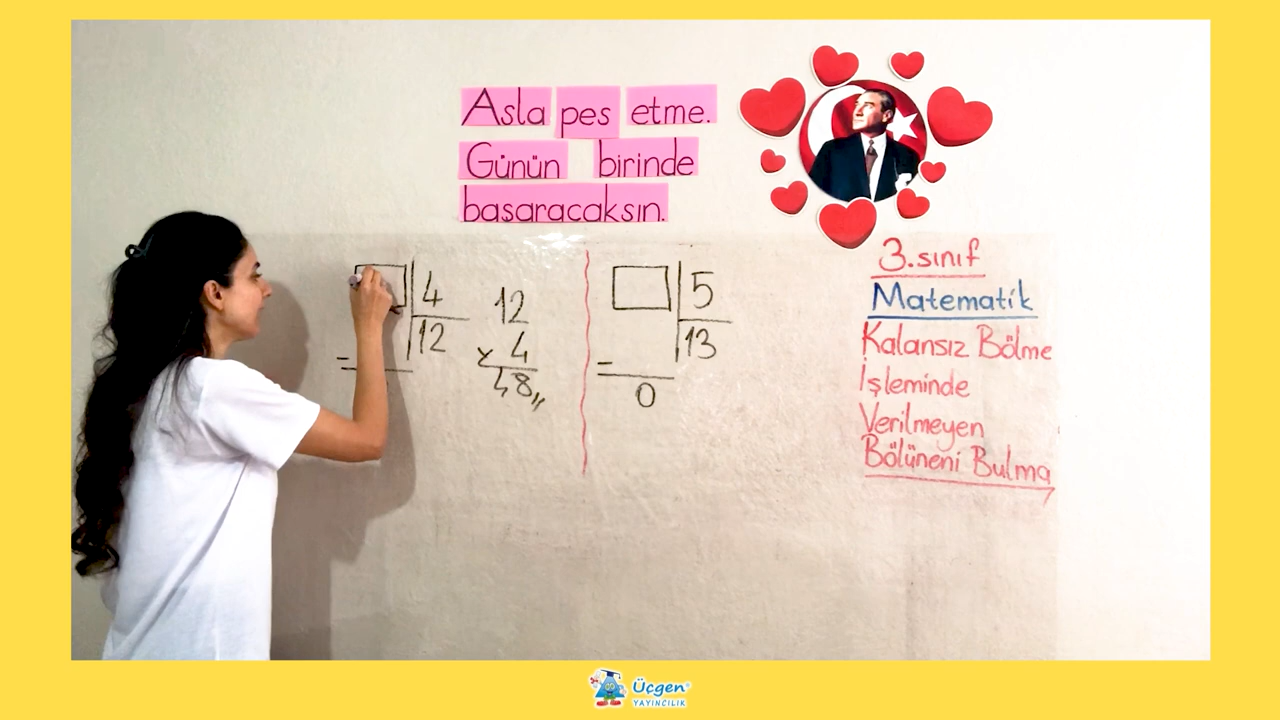 Asla pes etme.
Günün birinde
başaracaksın.
4
12
=
12
x 4
48,,
5
13
=
0
3.sınıf
Matematik
Kalansız Bölme
İşleminde
Verilmeyen
Bölüneni Bulma
Üçgen
YAYINCILIK